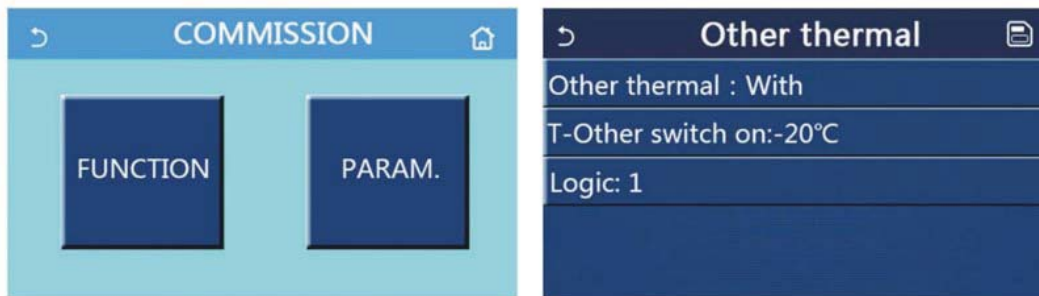 COMMISSION
FUNCTION
PARAM.
Other thermal
Other thermal : With
T-Other switch on:-20℃
Logic: 1